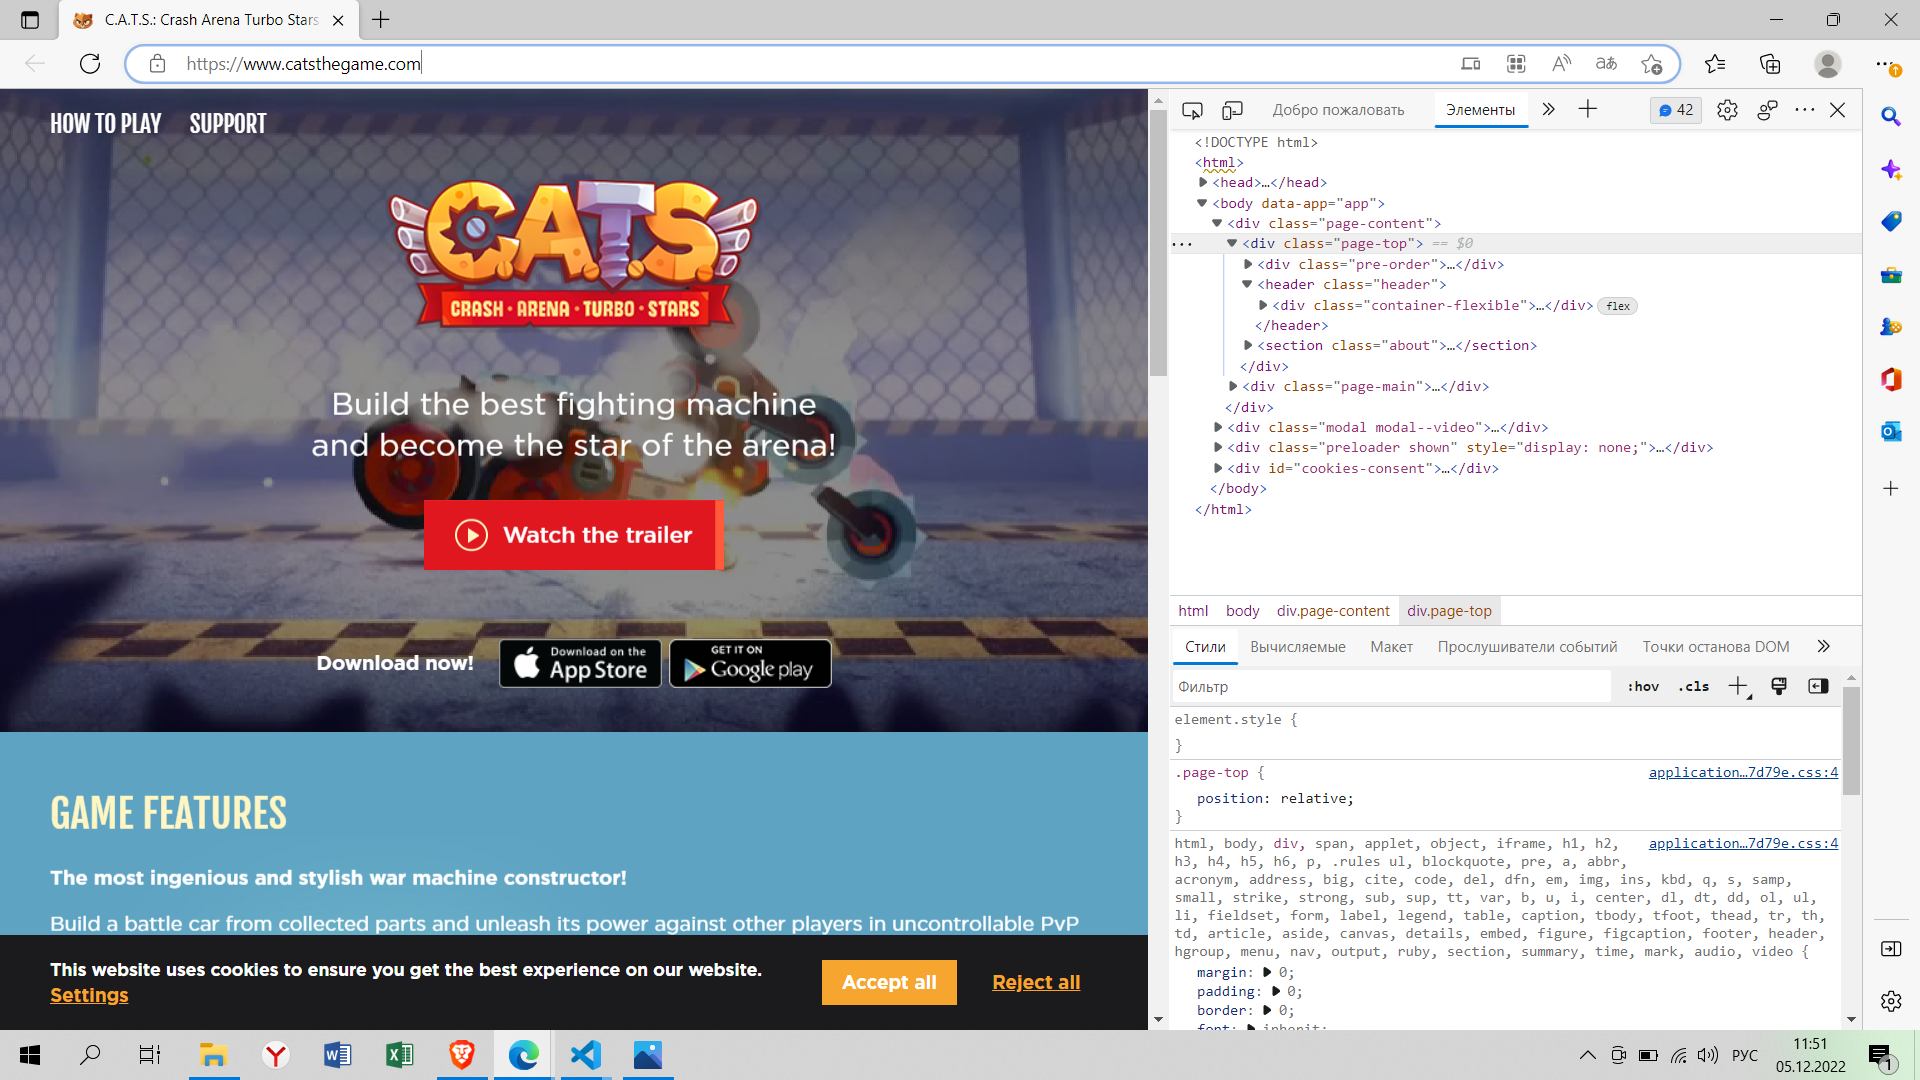 C.A.T.S.: Crash Arena Turbo Stars
https://www.catsthegame.com
HOW TO PLAY SUPPORT
C.A.T.S
CRASH • ARENA • TURBO • STARS
Build the best fighting machine
and become the star of the arena!
Watch the trailer
Download now!
Download on the
App Store
GET IT ON
Google play
GAME FEATURES
The most ingenious and stylish war machine constructor!
Build a battle car from collected parts and unleash its power against other players in uncontrollable PvP
This website uses cookies to ensure you get the best experience on our website.
Settings
Accept all
Reject all
Добро пожаловать Элементы 42
<!DOCTYPE html>
<html>
<head>…</head>
<body data-app="app">
<div class="page-content">
<div class="page-top"> == $0
<div class="pre-order">…</div>
<header class="header">
<div class="container-flexible">…</div> flex
</header>
<section class="about">…</section>
</div>
<div class="page-main">…</div>
</div>
<div class="modal modal--video">…</div>
<div class="preloader shown" style="display: none;">…</div>
<div id="cookies-consent">…</div>
</body>
</html>
html body div.page-content div.page-top
Стили Вычисляемые Макет Прослушиватели событий Точки останова DOM
Фильтр :hov .cls
element.style {
}
.page-top { application…7d79e.css:4
position: relative;
}
html, body, div, span, applet, object, iframe, h1, h2, application…7d79e.css:4
h3, h4, h5, h6, p, .rules ul, blockquote, pre, a, abbr,
acronym, address, big, cite, code, del, dfn, em, img, ins, kbd, q, s, samp,
small, strike, strong, sub, sup, tt, var, b, u, i, center, dl, dt, dd, ol, ul,
li, fieldset, form, label, legend, table, caption, tbody, tfoot, thead, tr, th,
td, article, aside, canvas, details, embed, figure, figcaption, footer, header,
hgroup, menu, nav, output, ruby, section, summary, time, mark, audio, video {
margin: 0;
padding: 0;
border: 0;
font: inherit;
РУС
11:51
05.12.2022
1